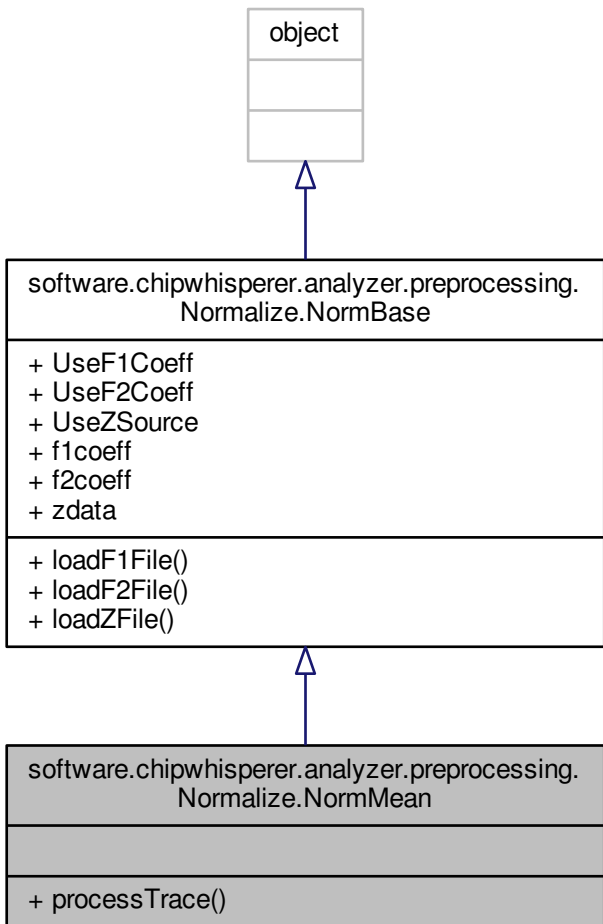 object
software.chipwhisperer.analyzer.preprocessing.
Normalize.NormBase
+ UseF1Coeff
+ UseF2Coeff
+ UseZSource
+ f1coeff
+ f2coeff
+ zdata
+ loadF1File()
+ loadF2File()
+ loadZFile()
software.chipwhisperer.analyzer.preprocessing.
Normalize.NormMean
+ processTrace()